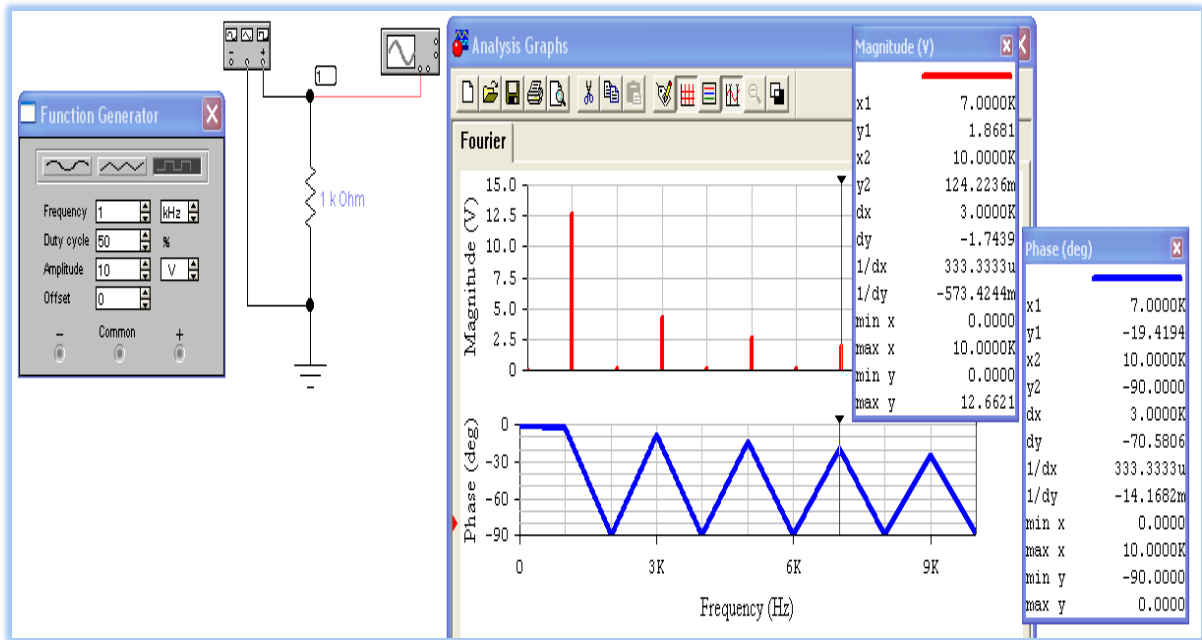 1
1 k Ohm
Function Generator
Frequency 1 kHz
Duty cycle 50 %
Amplitude 10 V
Offset 0
− Common +
Analysis Graphs
Fourier
Magnitude (V)
15.0
12.5
10.0
7.5
5.0
2.5
0
Phase (deg)
0
-30
-60
-90
0 3K 6K 9K
Frequency (Hz)
Magnitude (V)
x1 7.0000K
y1 1.8681
x2 10.0000K
y2 124.2236m
dx 3.0000K
dy -1.7439
1/dx 333.3333u
1/dy -573.4244m
min x 0.0000
max x 10.0000K
min y 0.0000
max y 12.6621
Phase (deg)
x1 7.0000K
y1 -19.4194
x2 10.0000K
y2 -90.0000
dx 3.0000K
dy -70.5806
1/dx 333.3333u
1/dy -14.1682m
min x 0.0000
max x 10.0000K
min y -90.0000
max y 0.0000